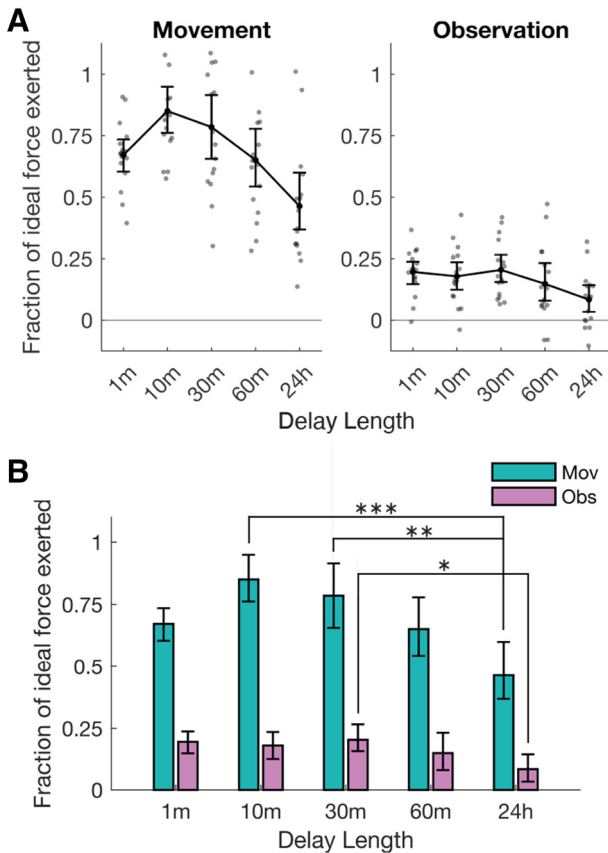 A
Movement
Observation
Fraction of ideal force exerted
1
0.75
0.5
0.25
0
1m
10m
30m
60m
24h
1
0.75
0.5
0.25
0
1m
10m
30m
60m
24h
Delay Length
B
Mov
Obs
Fraction of ideal force exerted
***
**
*
1
0.75
0.5
0.25
0
1m
10m
30m
60m
24h
Delay Length